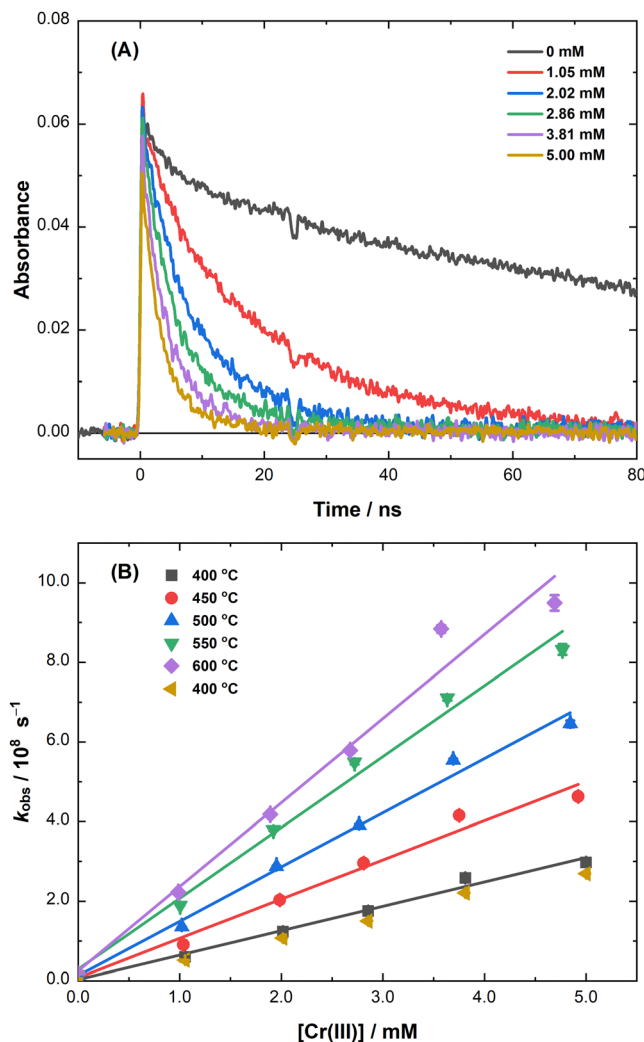 (A)
0 mM
1.05 mM
2.02 mM
2.86 mM
3.81 mM
5.00 mM
0.08
0.06
0.04
0.02
0.00
Absorbance
0
20
40
60
80
Time / ns
(B)
400 °C
450 °C
500 °C
550 °C
600 °C
400 °C
10.0
8.0
6.0
4.0
2.0
0.0
kobs / 10⁸ s⁻¹
0.0
1.0
2.0
3.0
4.0
5.0
[Cr(III)] / mM